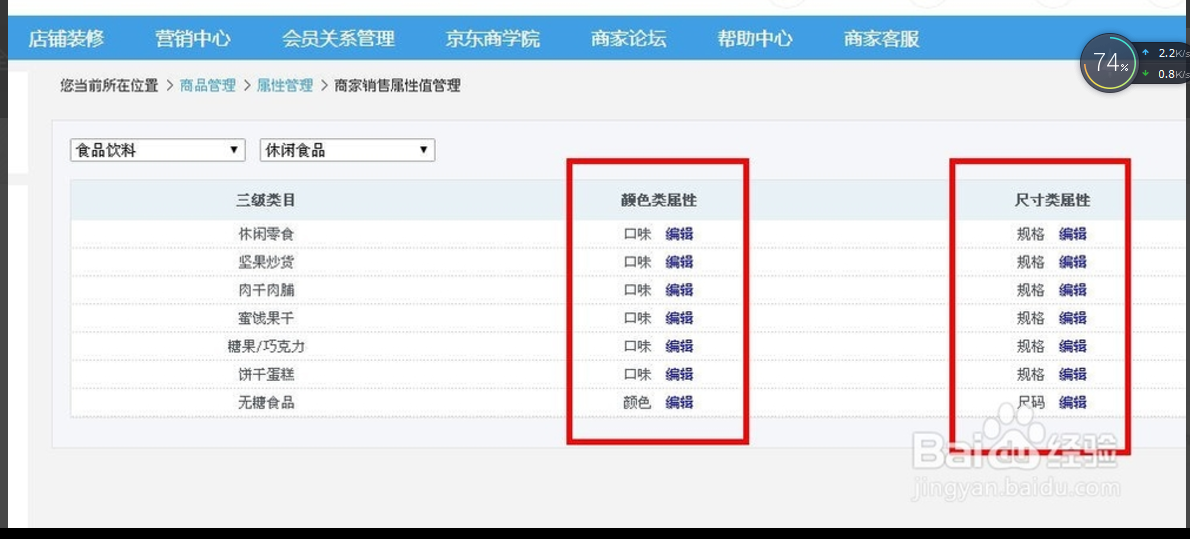 店铺装修 营销中心 会员关系管理 京东商学院 商家论坛 帮助中心 商家客服
74% 2.2K/s
0.8K/s
您当前所在位置 > 商品管理 > 属性管理 > 商家销售属性值管理
食品饮料 ▼ 休闲食品 ▼
三级类目 颜色类属性 尺寸类属性
休闲零食 口味 编辑 规格 编辑
坚果炒货 口味 编辑 规格 编辑
肉干肉脯 口味 编辑 规格 编辑
蜜饯果干 口味 编辑 规格 编辑
糖果/巧克力 口味 编辑 规格 编辑
饼干蛋糕 口味 编辑 规格 编辑
无糖食品 颜色 编辑 尺码 编辑
Baidu 经验
jingyan.baidu.com